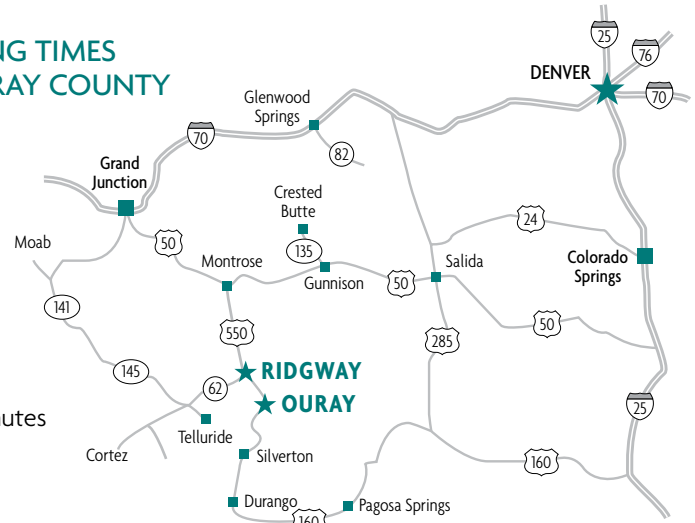 NG TIMES
RAY COUNTY
25
76
DENVER
70
Glenwood
Springs
70
82
Grand
Junction
Crested
Butte
24
Moab
50
135
Colorado
Springs
Montrose
Salida
Gunnison
50
141
50
550
285
145
RIDGWAY
62
OURAY
25
nutes
Telluride
Cortez
Silverton
160
Durango
Pagosa Springs
160